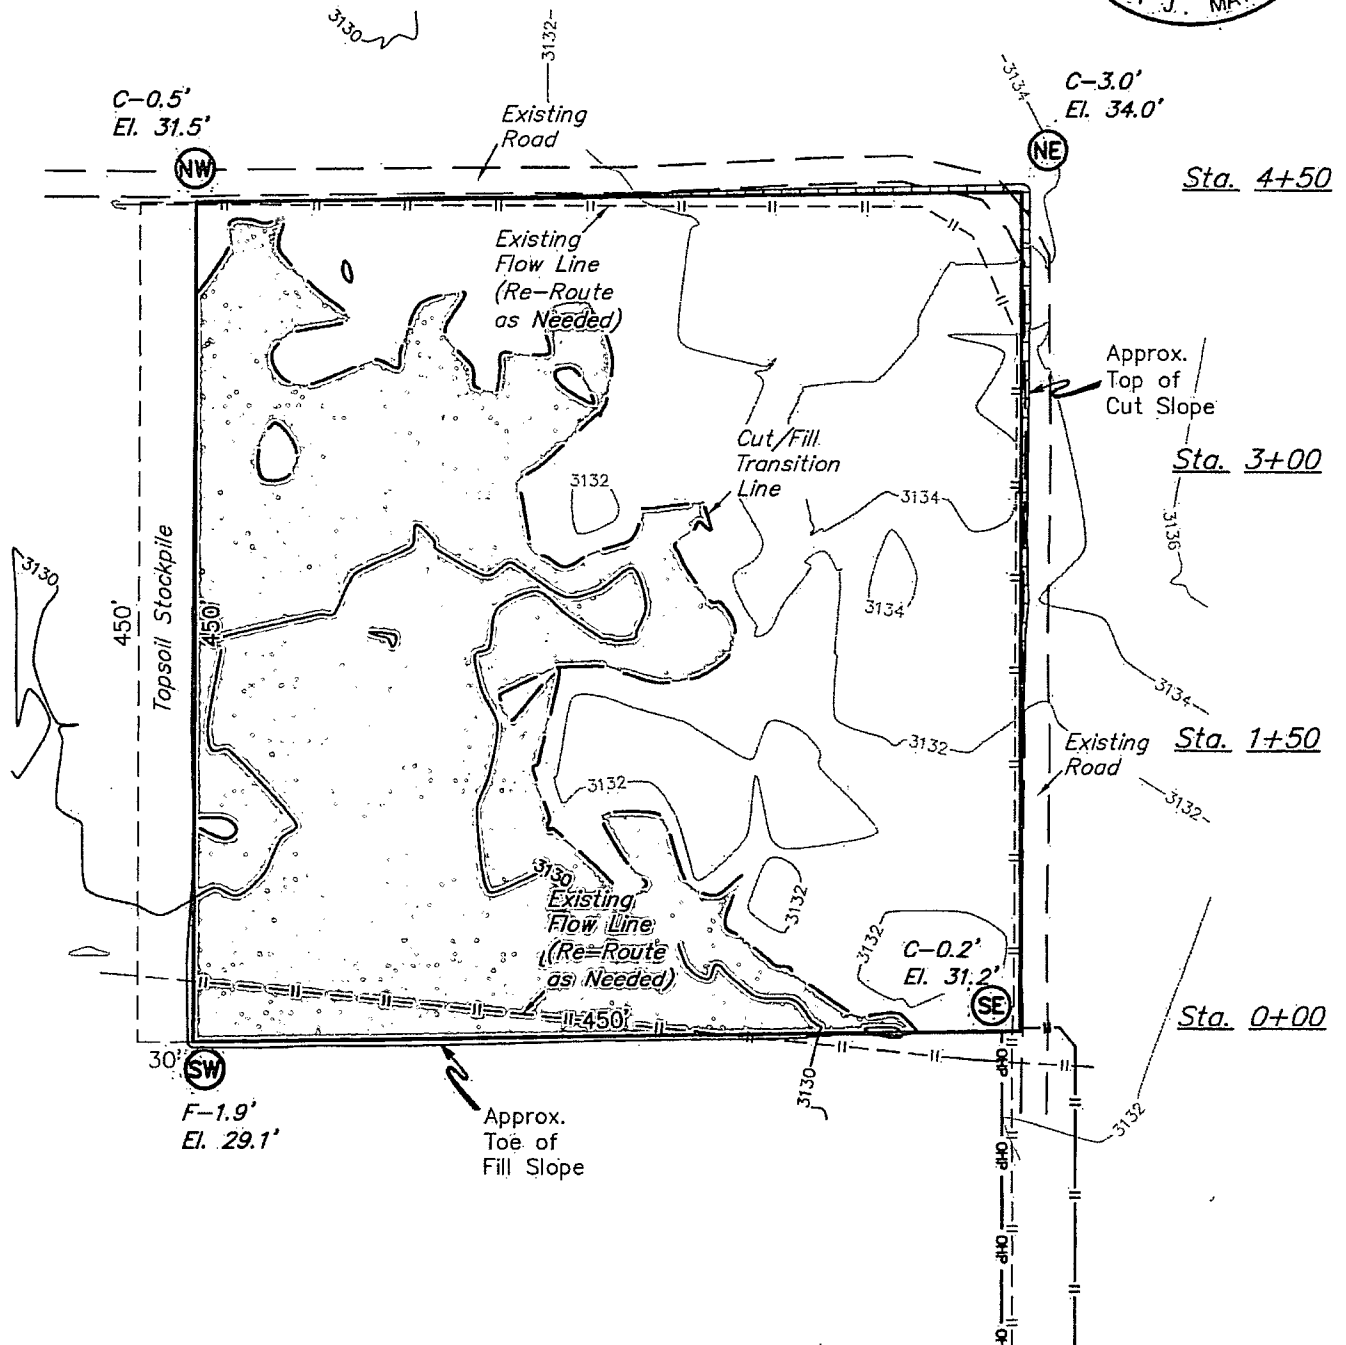 J. MA
3130
3132
3134
C-0.5'
El. 31.5'
NW
Existing
Road
C-3.0'
El. 34.0'
NE
Sta. 4+50
Existing
Flow Line
(Re-Route
as Needed)
Approx.
Top of
Cut Slope
Cut/Fill
Transition
Line
Sta. 3+00
3132
3134
3136
3130
3134
450'
Topsoil Stockpile
450'
3134
3132
Existing
Road
Sta. 1+50
3132
3132
3130
Existing
Flow Line
(Re-Route
as Needed)
3132
3132
C-0.2'
El. 31.2'
SE
450'
Sta. 0+00
30'
SW
F-1.9'
El. 29.1'
Approx.
Toe of
Fill Slope
3130
3132
OHP
OHP
OHP